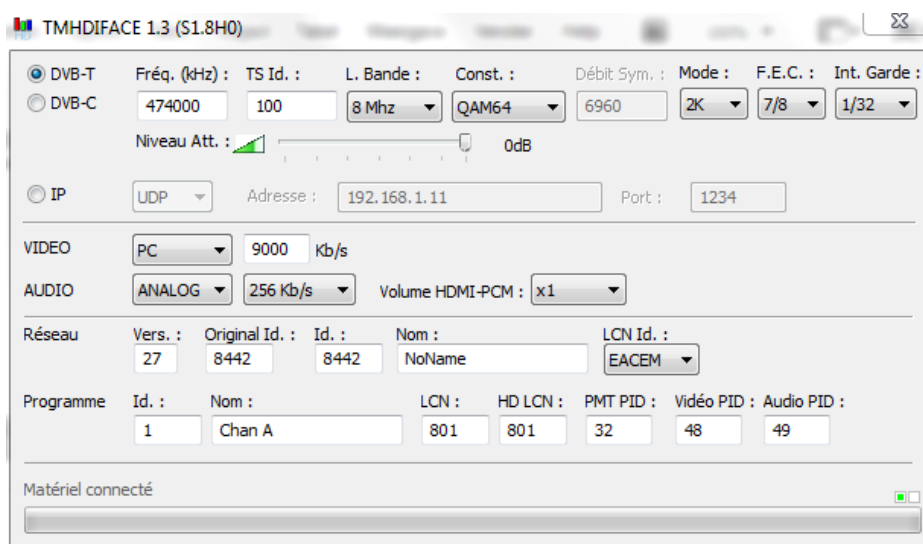 TMHDIFACE 1.3 (S1.8H0)
DVB-T Fréq. (kHz) : TS Id. : L. Bande : Const. : Débit Sym. : Mode : F.E.C. : Int. Garde :
DVB-C 474000 100 8 Mhz QAM64 6960 2K 7/8 1/32
Niveau Att. : 0dB
IP UDP Adresse : 192.168.1.11 Port : 1234
VIDEO PC 9000 Kb/s
AUDIO ANALOG 256 Kb/s Volume HDMI-PCM : x1
Réseau Vers. : Original Id. : Id. : Nom : LCN Id. :
27 8442 8442 NoName EACEM
Programme Id. : Nom : LCN : HD LCN : PMT PID : Vidéo PID : Audio PID :
1 Chan A 801 801 32 48 49
Matériel connecté